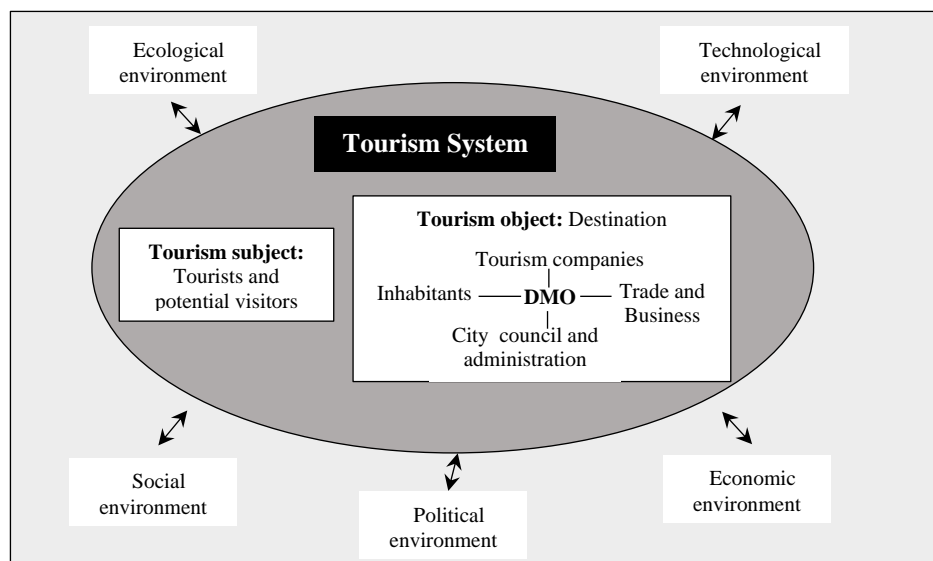 Ecological
environment
Technological
environment
Tourism System
Tourism subject:
Tourists and
potential visitors
Tourism object: Destination
Tourism companies
Inhabitants
DMO
Trade and
Business
City council and
administration
Social
environment
Political
environment
Economic
environment